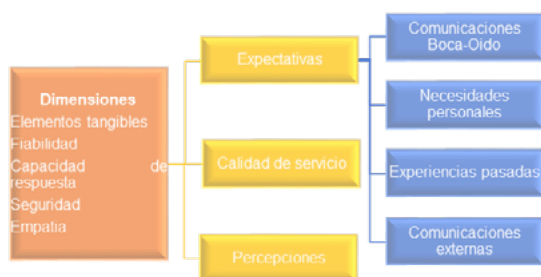 Dimensiones
Elementos tangibles
Fiabilidad
Capacidad de
respuesta
Seguridad
Empatía
Expectativas
Calidad de servicio
Percepciones
Comunicaciones
Boca-Oido
Necesidades
personales
Experiencias pasadas
Comunicaciones
externas